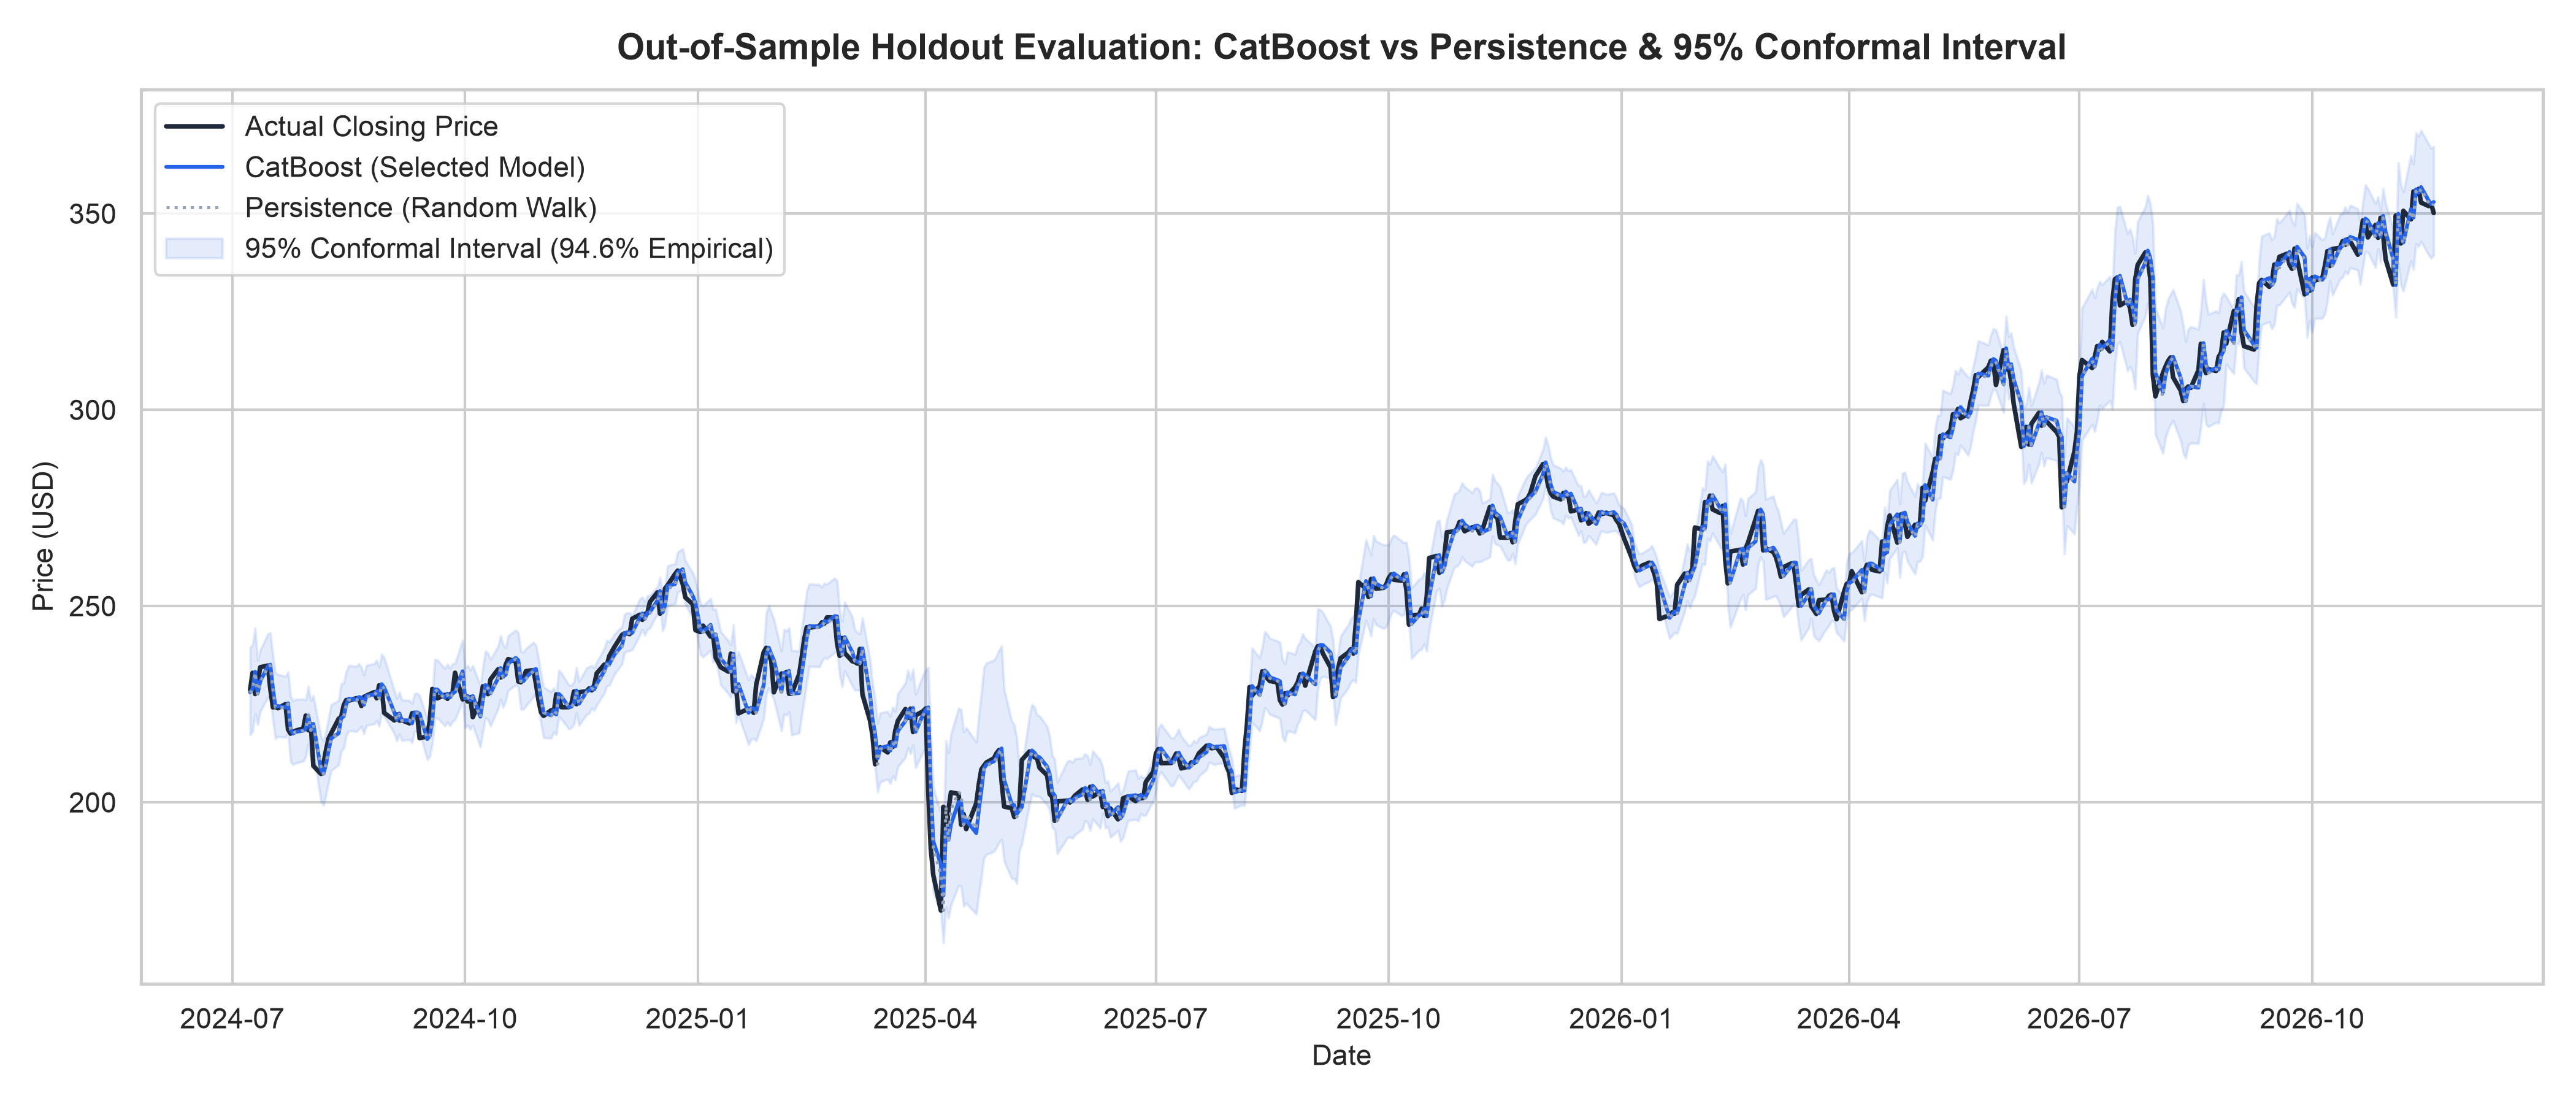 Out-of-Sample Holdout Evaluation: CatBoost vs Persistence & 95% Conformal Interval
Actual Closing Price
CatBoost (Selected Model)
Persistence (Random Walk)
95% Conformal Interval (94.6% Empirical)
350
300
250
200
Price (USD)
2024-07
2024-10
2025-01
2025-04
2025-07
2025-10
2026-01
2026-04
2026-07
2026-10
Date